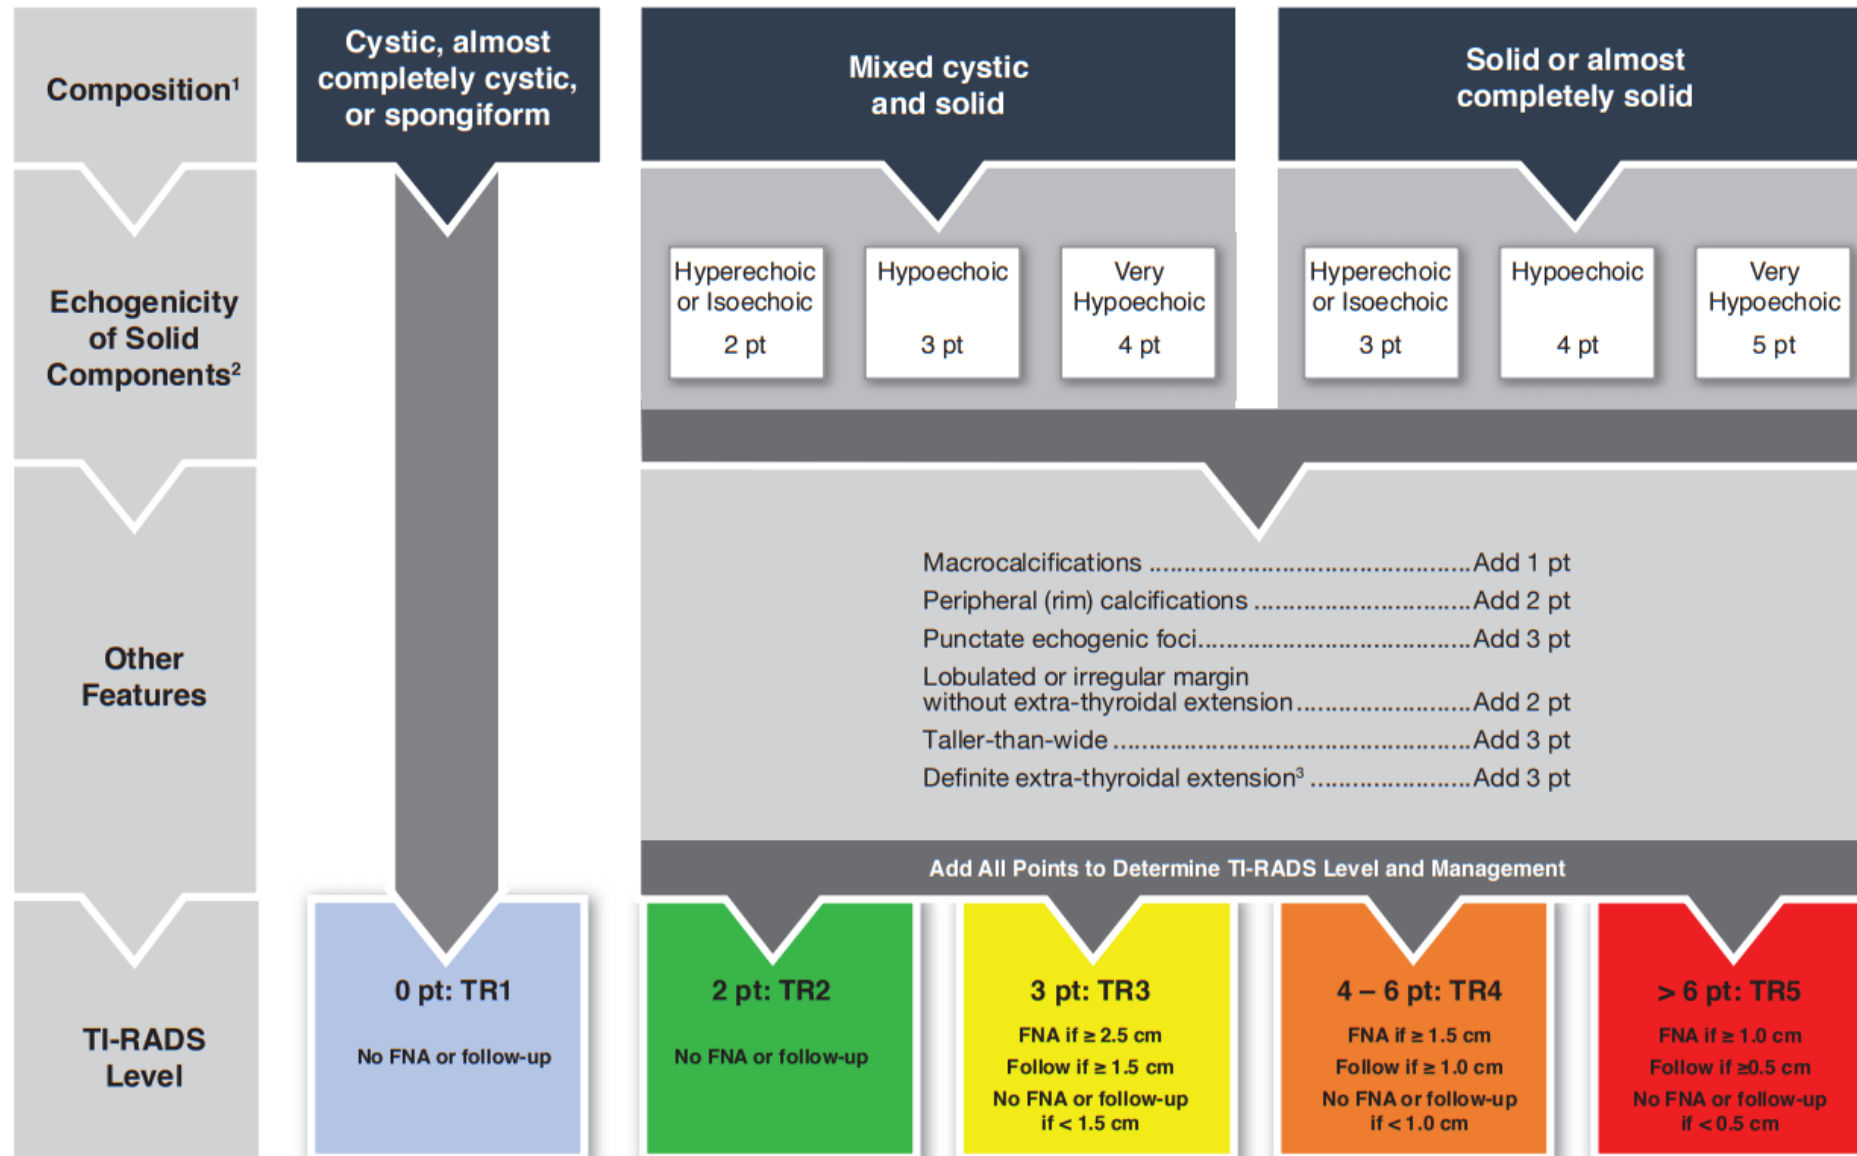 Composition¹
Cystic, almost
completely cystic,
or spongiform
Mixed cystic
and solid
Solid or almost
completely solid
Echogenicity
of Solid
Components²
Hyperechoic
or Isoechoic
2 pt
Hypoechoic
3 pt
Very
Hypoechoic
4 pt
Hyperechoic
or Isoechoic
3 pt
Hypoechoic
4 pt
Very
Hypoechoic
5 pt
Other
Features
Macrocalcifications ............................................. Add 1 pt
Peripheral (rim) calcifications ............................... Add 2 pt
Punctate echogenic foci....................................... Add 3 pt
Lobulated or irregular margin
without extra-thyroidal extension......................... Add 2 pt
Taller-than-wide .................................................. Add 3 pt
Definite extra-thyroidal extension³ ....................... Add 3 pt
Add All Points to Determine TI-RADS Level and Management
TI-RADS
Level
0 pt: TR1
No FNA or follow-up
2 pt: TR2
No FNA or follow-up
3 pt: TR3
FNA if ≥ 2.5 cm
Follow if ≥ 1.5 cm
No FNA or follow-up
if < 1.5 cm
4 – 6 pt: TR4
FNA if ≥ 1.5 cm
Follow if ≥ 1.0 cm
No FNA or follow-up
if < 1.0 cm
> 6 pt: TR5
FNA if ≥ 1.0 cm
Follow if ≥0.5 cm
No FNA or follow-up
if < 0.5 cm